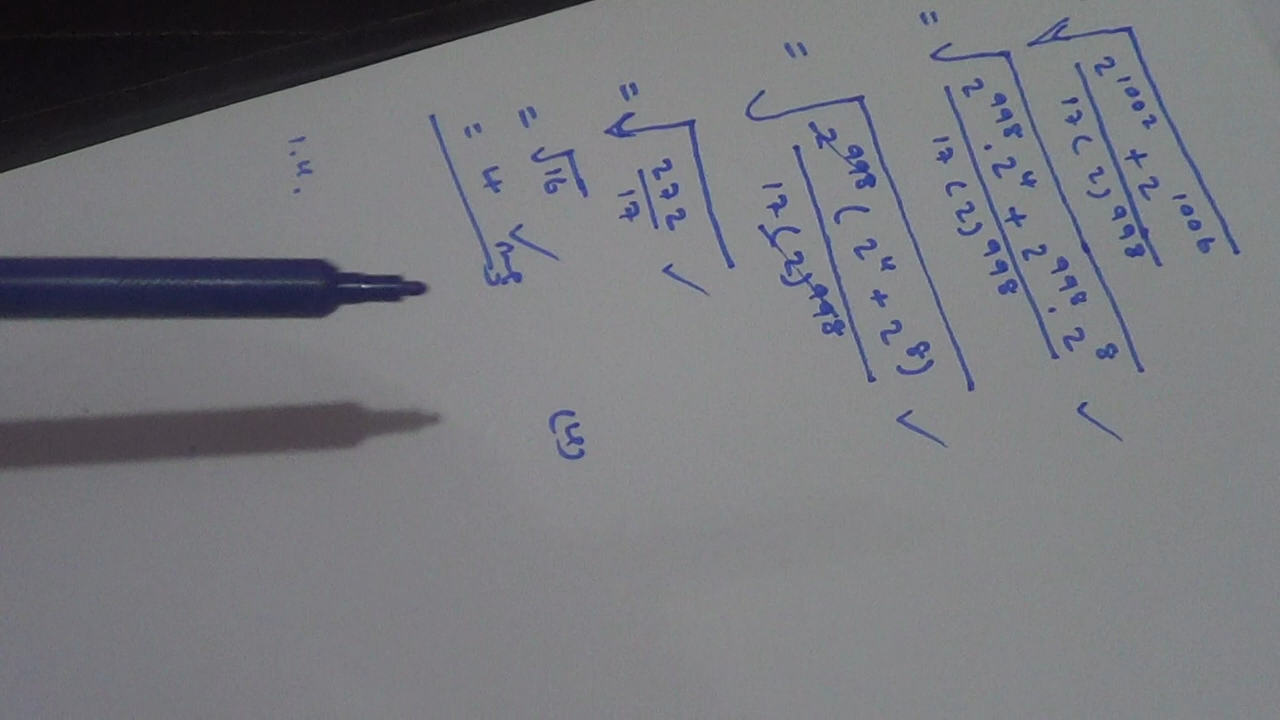 √(2^1002 + 2^1006 / 17(2)^998)
= √(2^998 . 2^4 + 2^998 . 2^8 / 17(2)^998) ✓
= √(2^998 (2^4 + 2^8) / 17(2)^998) ✓
= √(272 / 17) ✓
= √16
= 4 ✓
(4)
1.4.